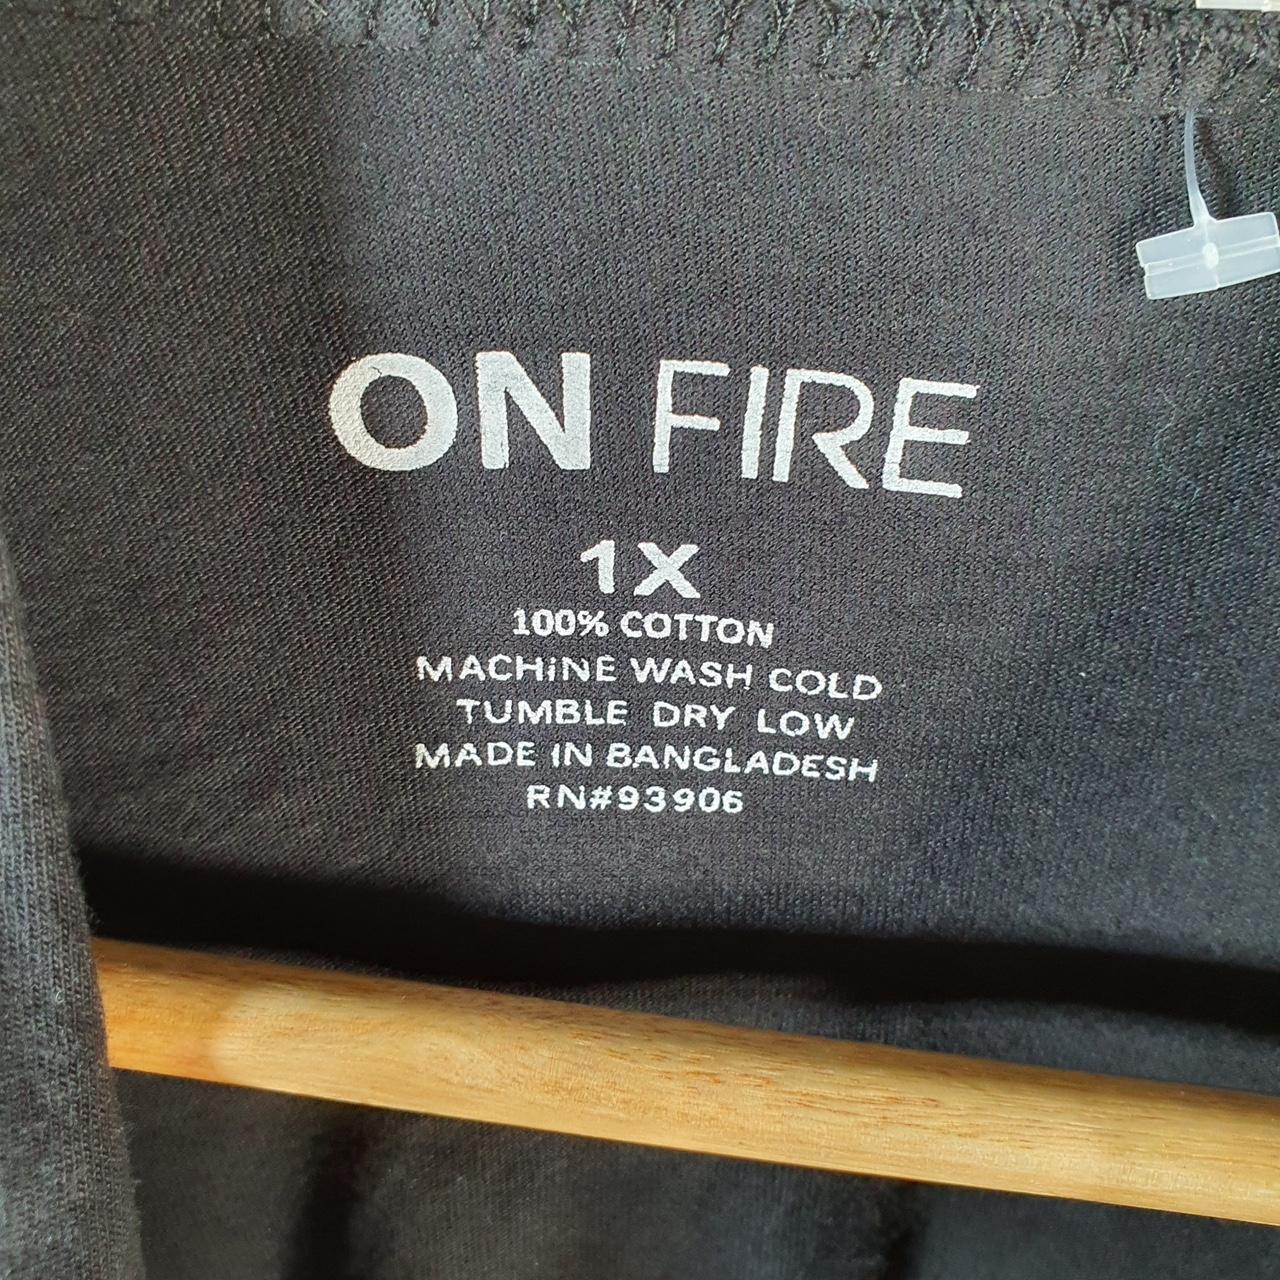 ON FIRE
1X
100% COTTON
MACHiNE WASH COLD
TUMBLE DRY LOW
MADE IN BANGLADESH
RN#93906